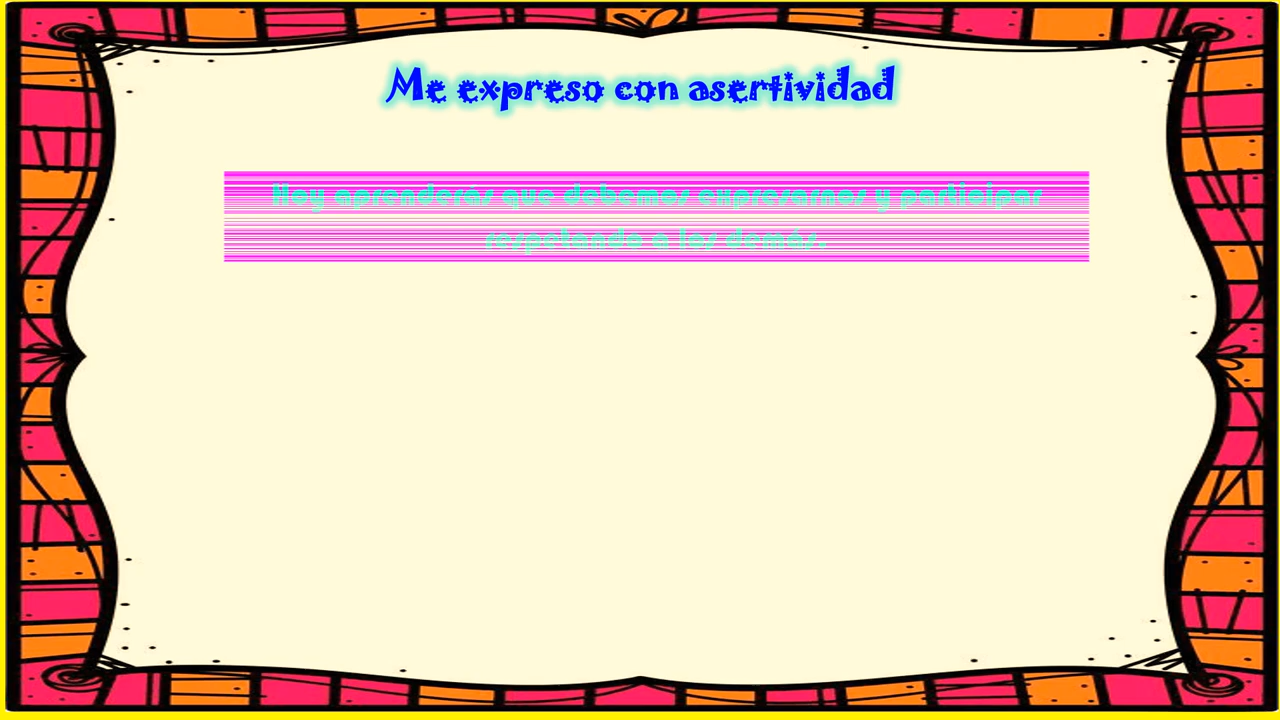 Me expreso con asertividad
Hoy aprenderás que debemos expresarnos y participar
respetando a los demás.